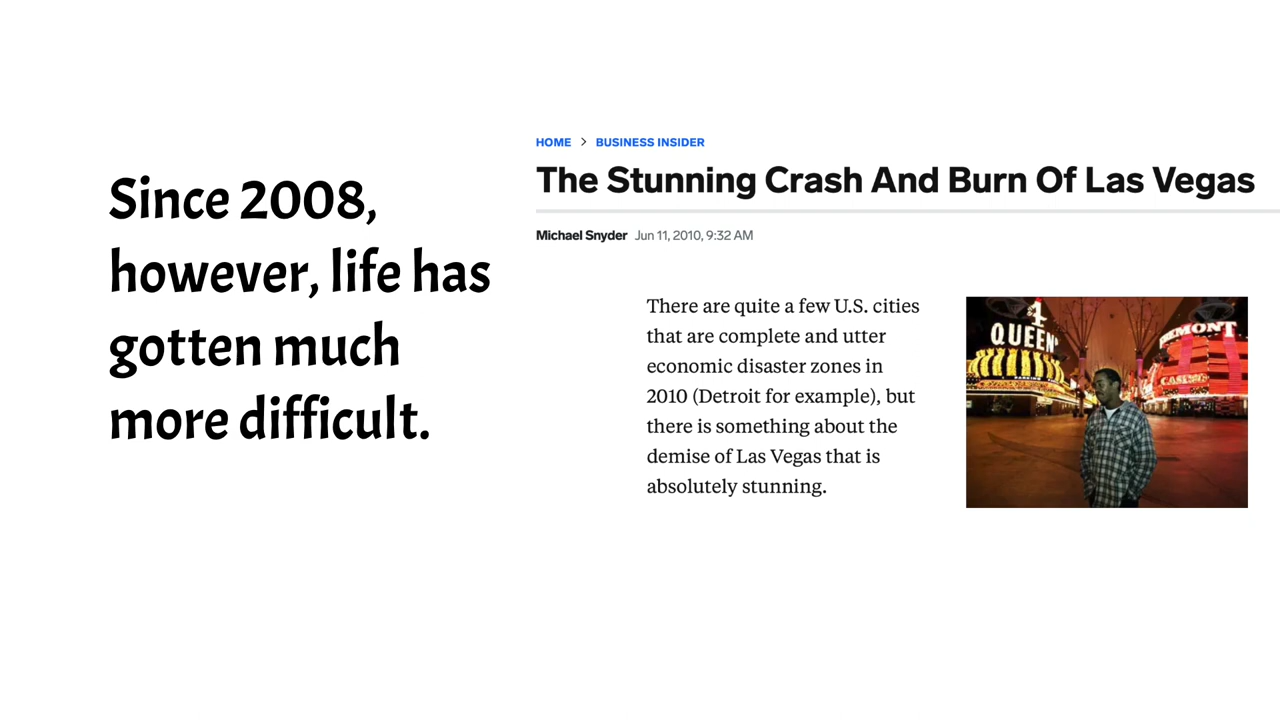 Since 2008,
however, life has
gotten much
more difficult.
HOME > BUSINESS INSIDER
The Stunning Crash And Burn Of Las Vegas
Michael Snyder Jun 11, 2010, 9:32 AM
There are quite a few U.S. cities
that are complete and utter
economic disaster zones in
2010 (Detroit for example), but
there is something about the
demise of Las Vegas that is
absolutely stunning.
4
QUEEN
CASINO